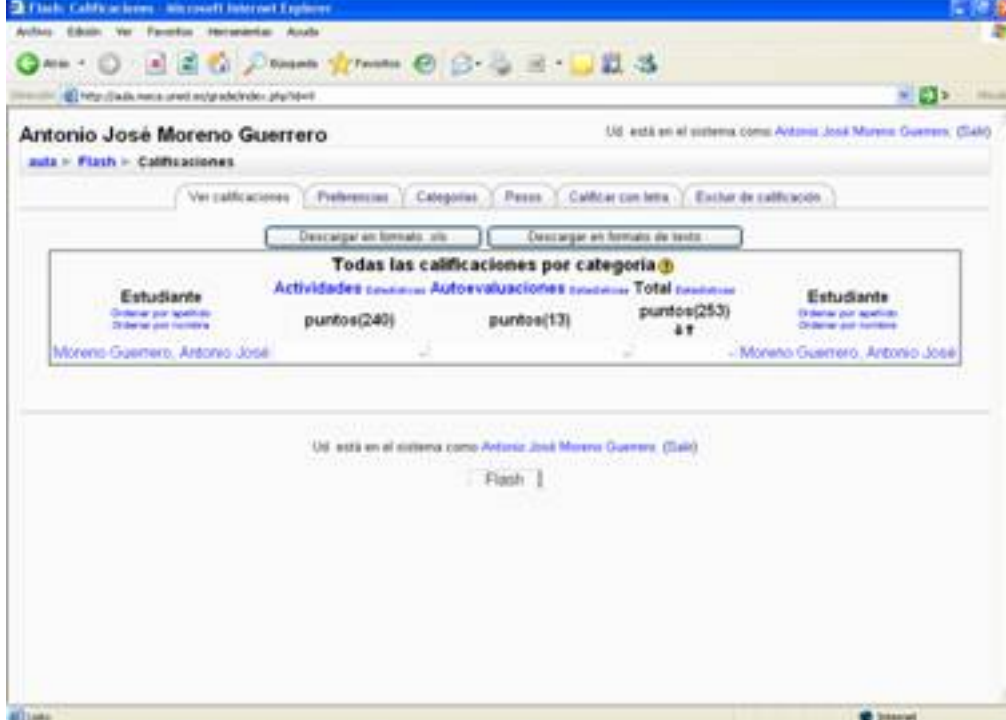 Flash: Calificaciones - Microsoft Internet Explorer
Archivo Edición Ver Favoritos Herramientas Ayuda
Atrás Búsqueda Favoritos
Antonio José Moreno Guerrero
Ud. está en el sistema como Antonio José Moreno Guerrero. (Salir)
aula ► Flash ► Calificaciones
Ver calificaciones Preferencias Categorías Pesos Calificar con letra Excluir de calificación
Descargar en formato .xls Descargar en formato de texto
Todas las calificaciones por categoria
Estudiante Actividades Estadísticas Autoevaluaciones Estadísticas Total Estadísticas Estudiante
Ordenar por apellido puntos(240) puntos(13) puntos(253) Ordenar por apellido
Ordenar por nombre ↓↑ Ordenar por nombre
Moreno Guerrero, Antonio José - - - Moreno Guerrero, Antonio José
Ud. está en el sistema como Antonio José Moreno Guerrero. (Salir)
Flash
Listo Internet